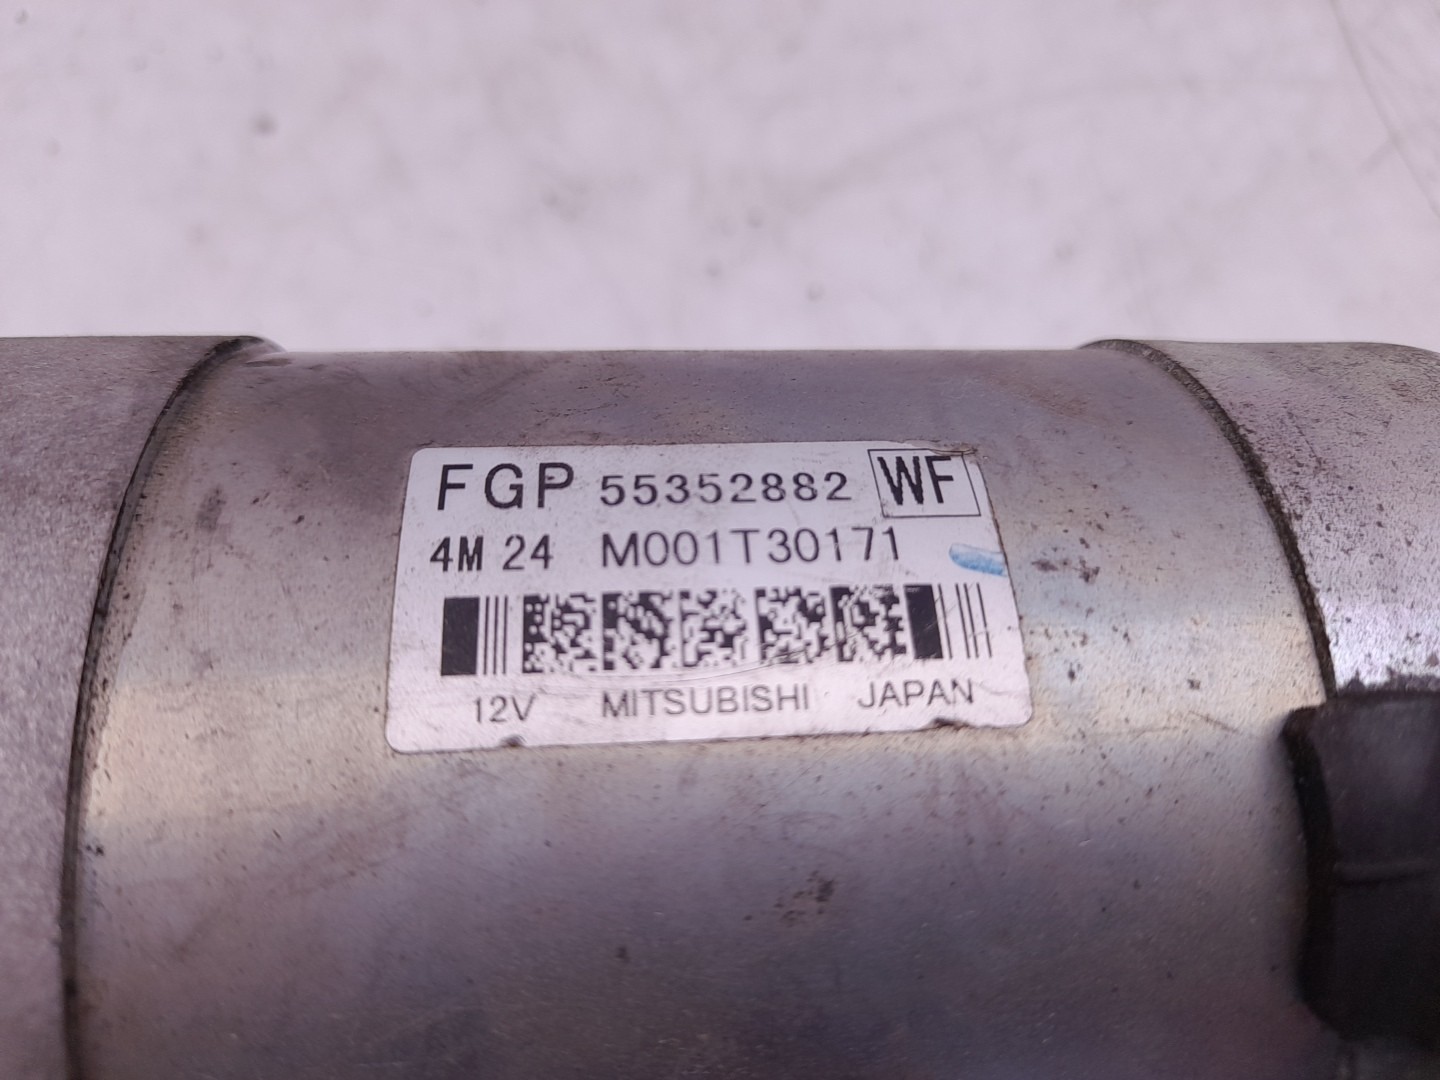 FGP 55352882 WF
4M 24 M001T30171
12V MITSUBISHI JAPAN